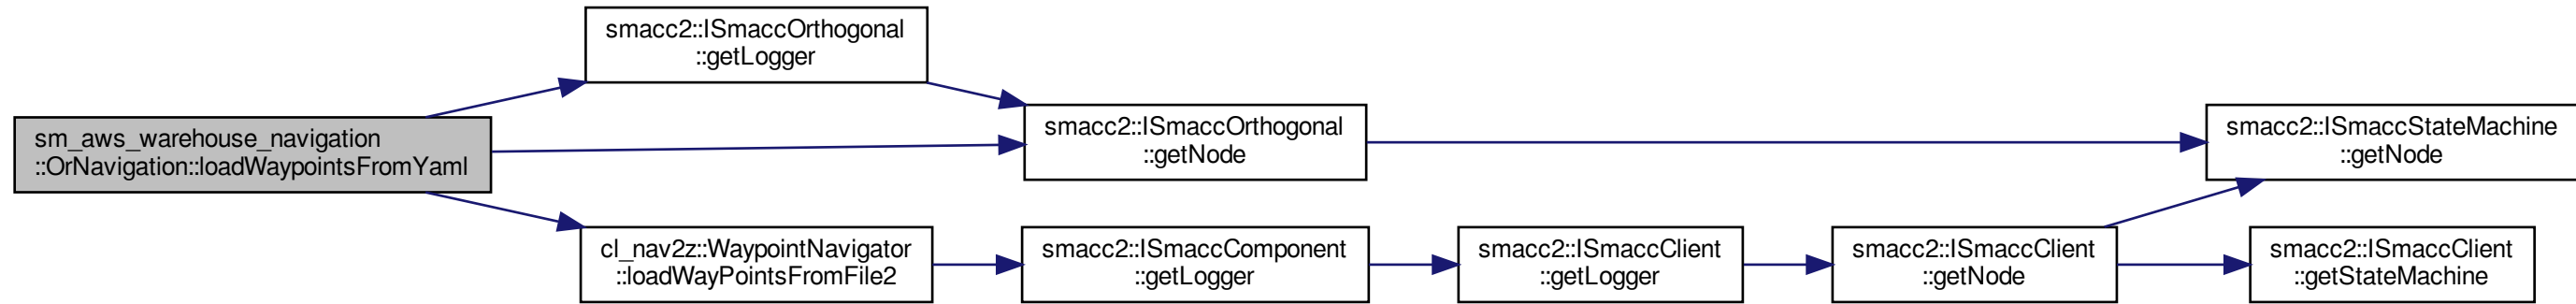 smacc2::ISmaccOrthogonal
::getLogger
sm_aws_warehouse_navigation
::OrNavigation::loadWaypointsFromYaml
smacc2::ISmaccOrthogonal
::getNode
smacc2::ISmaccStateMachine
::getNode
cl_nav2z::WaypointNavigator
::loadWayPointsFromFile2
smacc2::ISmaccComponent
::getLogger
smacc2::ISmaccClient
::getLogger
smacc2::ISmaccClient
::getNode
smacc2::ISmaccClient
::getStateMachine